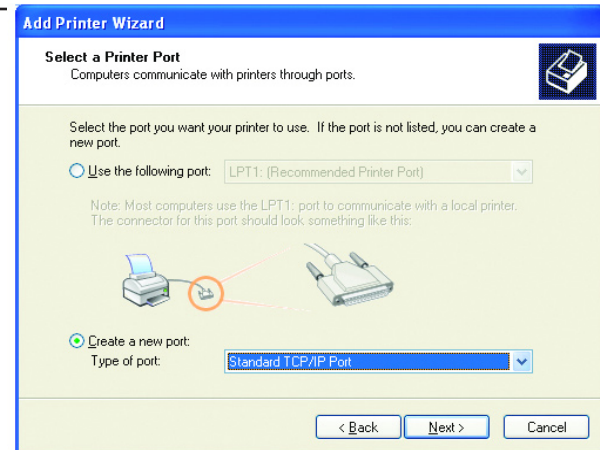 Add Printer Wizard
Select a Printer Port
Computers communicate with printers through ports.
Select the port you want your printer to use. If the port is not listed, you can create a
new port.
Use the following port: LPT1: (Recommended Printer Port)
Note: Most computers use the LPT1: port to communicate with a local printer.
The connector for this port should look something like this:
Create a new port:
Type of port: Standard TCP/IP Port
< Back Next > Cancel